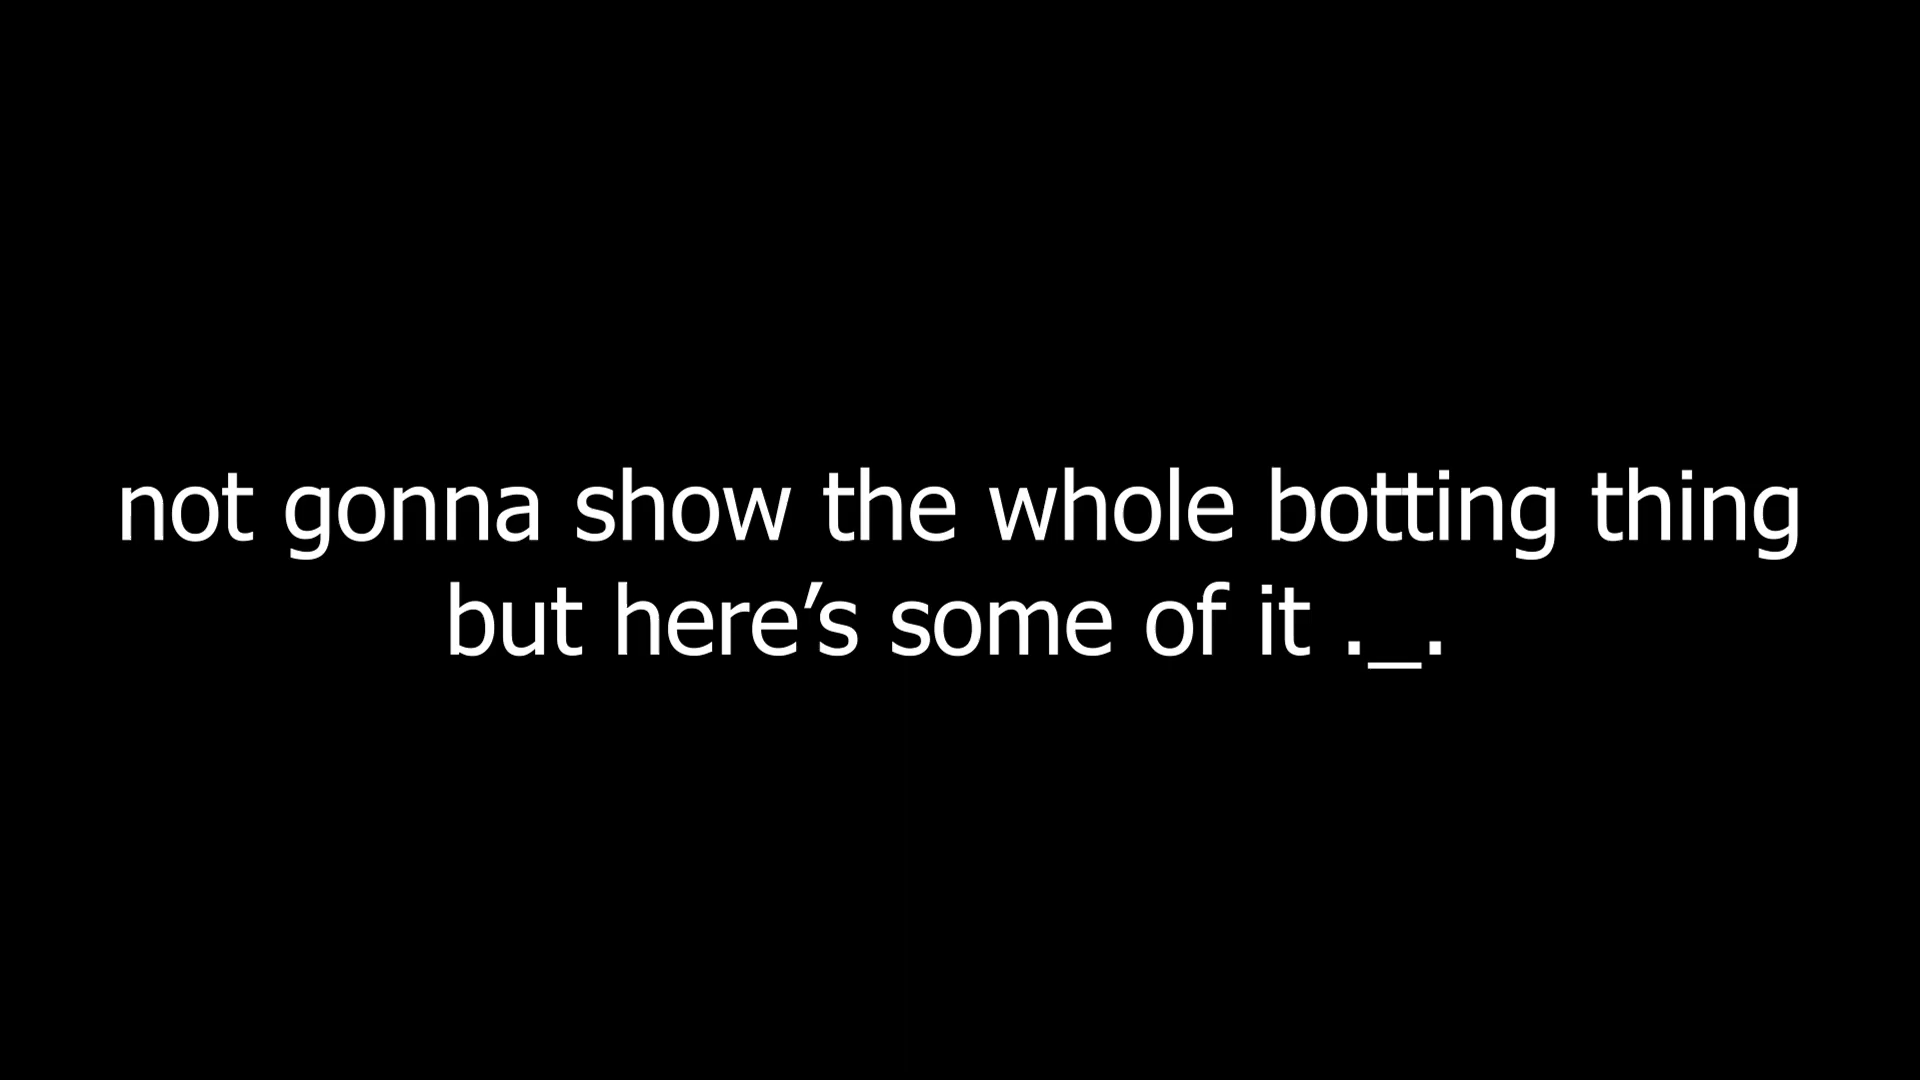 not gonna show the whole botting thing
but here’s some of it ._.